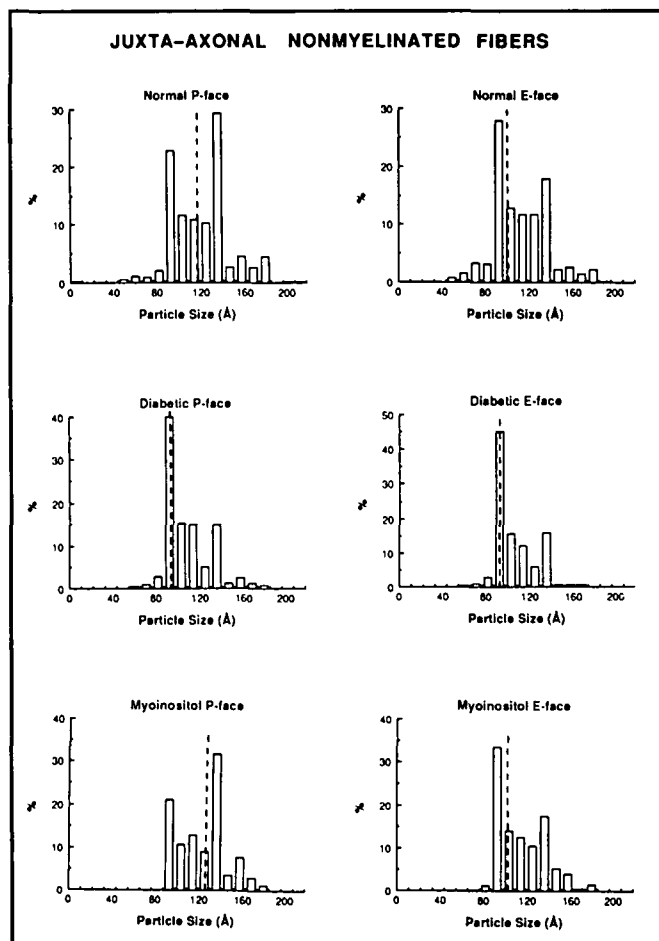 JUXTA-AXONAL NONMYELINATED FIBERS
Normal P-face
30
20
10
0
%
0 40 80 120 160 200
Particle Size (Å)
Normal E-face
30
20
10
0
%
0 40 80 120 160 200
Particle Size (Å)
Diabetic P-face
40
30
20
10
0
%
0 40 80 120 160 200
Particle Size (Å)
Diabetic E-face
50
40
30
20
10
0
%
0 40 80 120 160 200
Particle Size (Å)
Myoinositol P-face
40
30
20
10
0
%
0 40 80 120 160 200
Particle Size (Å)
Myoinositol E-face
40
30
20
10
0
%
0 40 80 120 160 200
Particle Size (Å)